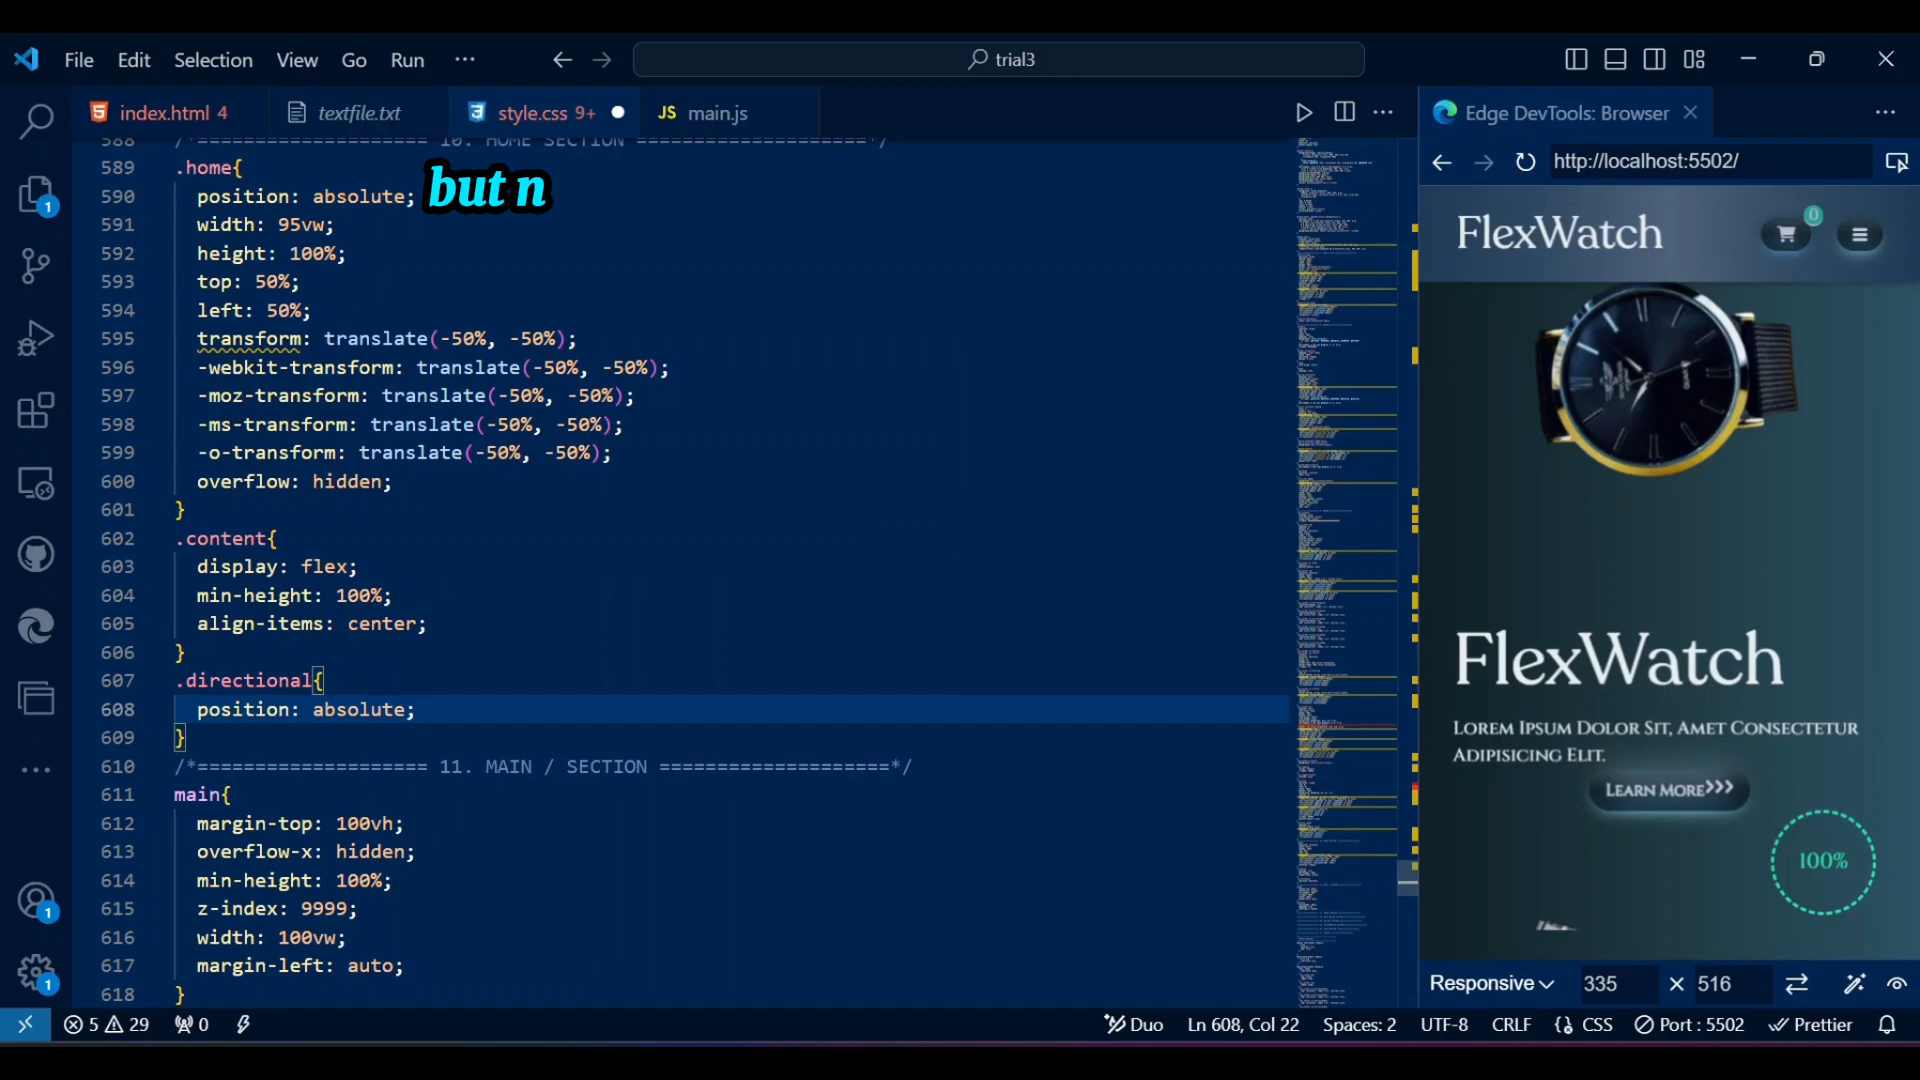 File Edit Selection View Go Run ··· trial3
index.html 4 textfile.txt style.css 9+ JS main.js Edge DevTools: Browser
http://localhost:5502/
588 /*==================== 10. HOME SECTION ====================*/
589 .home{
590 position: absolute;
but n
591 width: 95vw;
592 height: 100%;
593 top: 50%;
594 left: 50%;
595 transform: translate(-50%, -50%);
596 -webkit-transform: translate(-50%, -50%);
597 -moz-transform: translate(-50%, -50%);
598 -ms-transform: translate(-50%, -50%);
599 -o-transform: translate(-50%, -50%);
600 overflow: hidden;
601 }
602 .content{
603 display: flex;
604 min-height: 100%;
605 align-items: center;
606 }
607 .directional{
608 position: absolute;
609 }
610 /*==================== 11. MAIN / SECTION ====================*/
611 main{
612 margin-top: 100vh;
613 overflow-x: hidden;
614 min-height: 100%;
615 z-index: 9999;
616 width: 100vw;
617 margin-left: auto;
618 }
1
1
1
FlexWatch 0
FlexWatch
Lorem Ipsum Dolor Sit, Amet Consectetur
Adipisicing Elit.
Learn More
100%
Responsive 335 × 516
5 29 0 Duo Ln 608, Col 22 Spaces: 2 UTF-8 CRLF CSS Port : 5502 Prettier